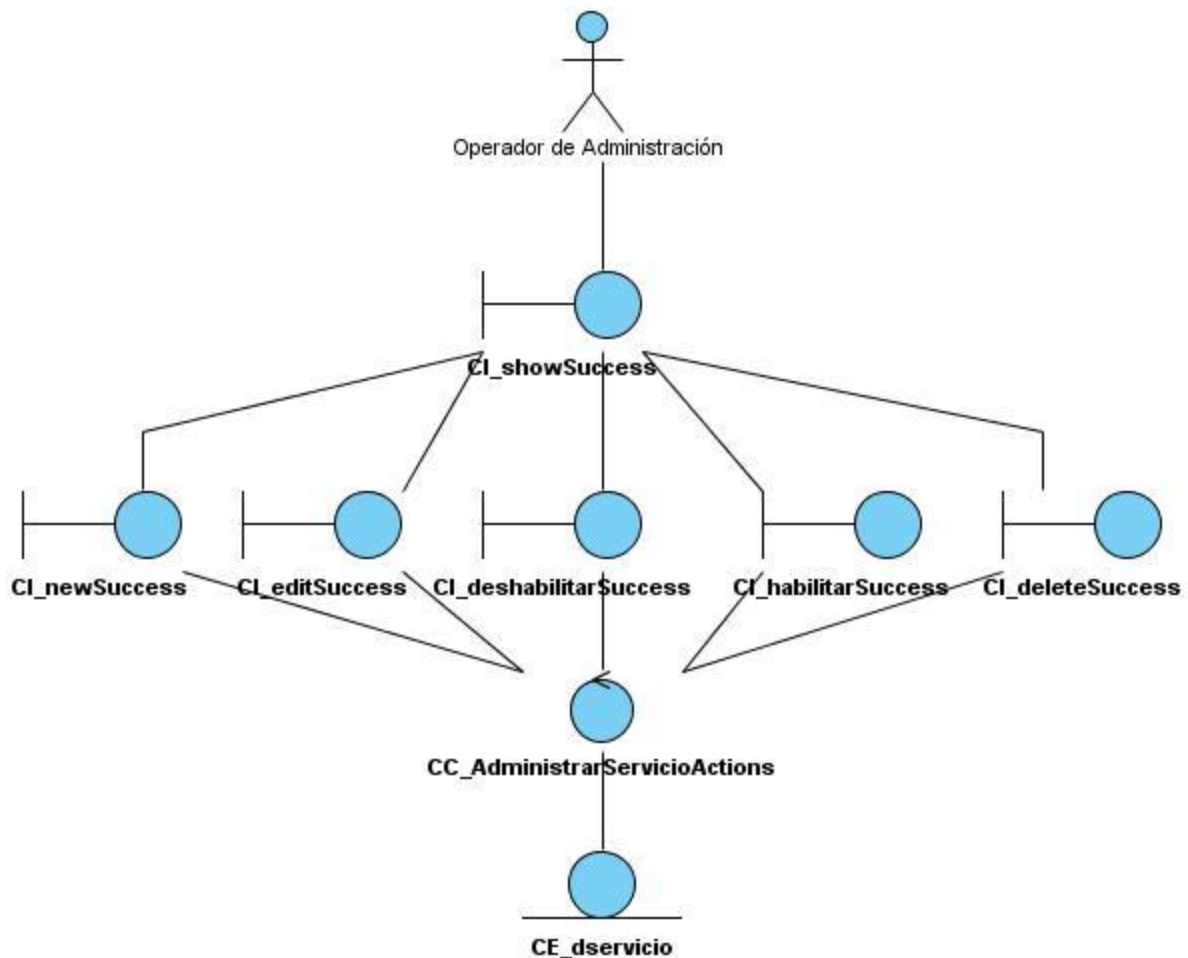 Operador de Administración
CI_showSuccess
CI_newSuccess
CI_editSuccess
CI_deshabilitarSuccess
CI_habilitarSuccess
CI_deleteSuccess
CC_AdministrarServicioActions
CE_dservicio